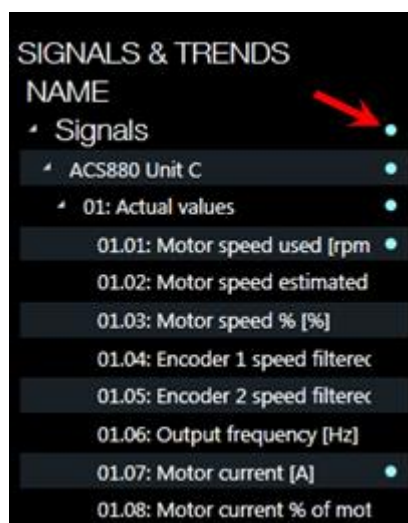 SIGNALS & TRENDS
NAME
Signals
ACS880 Unit C
01: Actual values
01.01: Motor speed used [rpm
01.02: Motor speed estimated
01.03: Motor speed % [%]
01.04: Encoder 1 speed filterec
01.05: Encoder 2 speed filterec
01.06: Output frequency [Hz]
01.07: Motor current [A]
01.08: Motor current % of mot